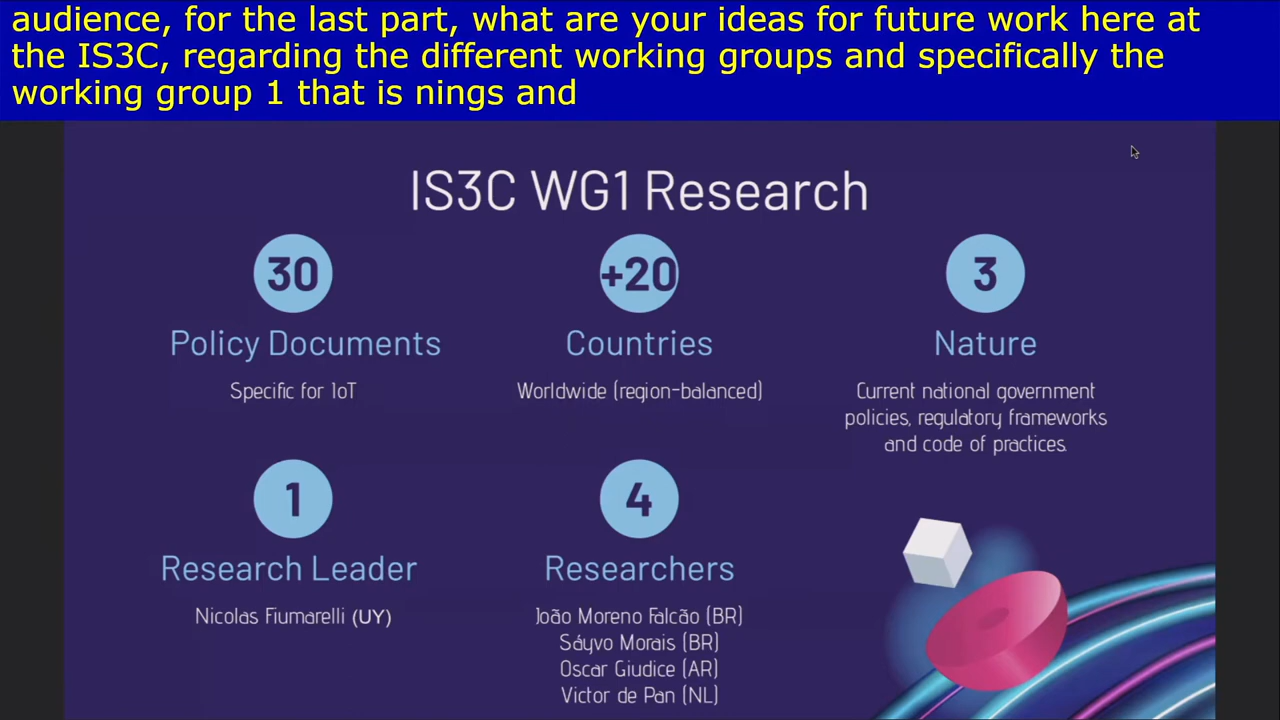 audience, for the last part, what are your ideas for future work here at
the IS3C, regarding the different working groups and specifically the
working group 1 that is nings and
IS3C WG1 Research
30
Policy Documents
Specific for IoT
+20
Countries
Worldwide (region-balanced)
3
Nature
Current national government
policies, regulatory frameworks
and code of practices.
1
Research Leader
Nicolas Fiumarelli (UY)
4
Researchers
João Moreno Falcão (BR)
Sáyvo Morais (BR)
Oscar Giudice (AR)
Victor de Pan (NL)